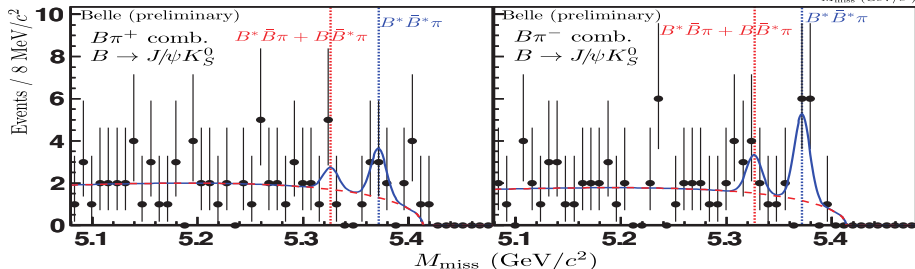 Belle (preliminary)
Bπ⁺ comb.
B → J/ψK⁰_S
B*B̄π + BB̄*π
B*B̄*π
Belle (preliminary)
Bπ⁻ comb.
B → J/ψK⁰_S
B*B̄π + BB̄*π
B*B̄*π
Events / 8 MeV/c²
10
8
6
4
2
0
5.1 5.2 5.3 5.4 5.1 5.2 5.3 5.4
M_miss (GeV/c²)